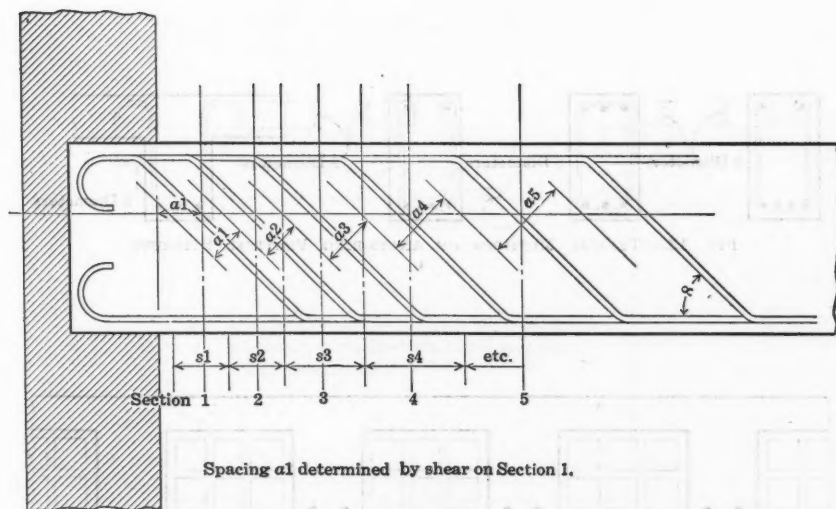 a1
a1
a2
a3
a4
a5
8
s1 s2 s3 s4 etc.
Section 1 2 3 4 5
Spacing a1 determined by shear on Section 1.